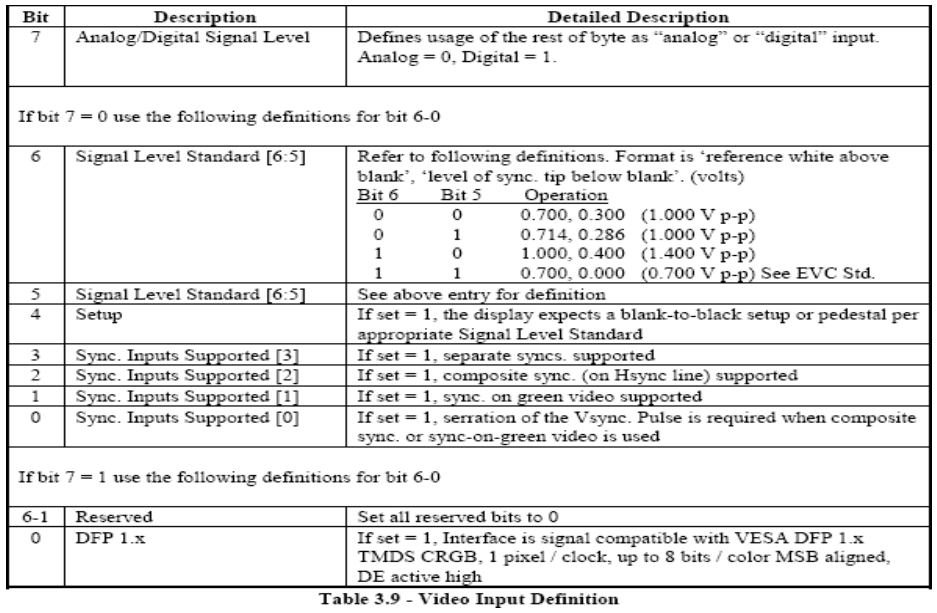 Bit Description Detailed Description
7 Analog/Digital Signal Level Defines usage of the rest of byte as “analog” or “digital” input.
Analog = 0, Digital = 1.
If bit 7 = 0 use the following definitions for bit 6-0
6 Signal Level Standard [6:5] Refer to following definitions. Format is ‘reference white above
blank’, ‘level of sync. tip below blank’. (volts)
Bit 6 Bit 5 Operation
0 0 0.700, 0.300 (1.000 V p-p)
0 1 0.714, 0.286 (1.000 V p-p)
1 0 1.000, 0.400 (1.400 V p-p)
1 1 0.700, 0.000 (0.700 V p-p) See EVC Std.
5 Signal Level Standard [6:5] See above entry for definition
4 Setup If set = 1, the display expects a blank-to-black setup or pedestal per
appropriate Signal Level Standard
3 Sync. Inputs Supported [3] If set = 1, separate syncs. supported
2 Sync. Inputs Supported [2] If set = 1, composite sync. (on Hsync line) supported
1 Sync. Inputs Supported [1] If set = 1, sync. on green video supported
0 Sync. Inputs Supported [0] If set = 1, serration of the Vsync. Pulse is required when composite
sync. or sync-on-green video is used
If bit 7 = 1 use the following definitions for bit 6-0
6-1 Reserved Set all reserved bits to 0
0 DFP 1.x If set = 1, Interface is signal compatible with VESA DFP 1.x
TMDS CRGB, 1 pixel / clock, up to 8 bits / color MSB aligned,
DE active high
Table 3.9 - Video Input Definition